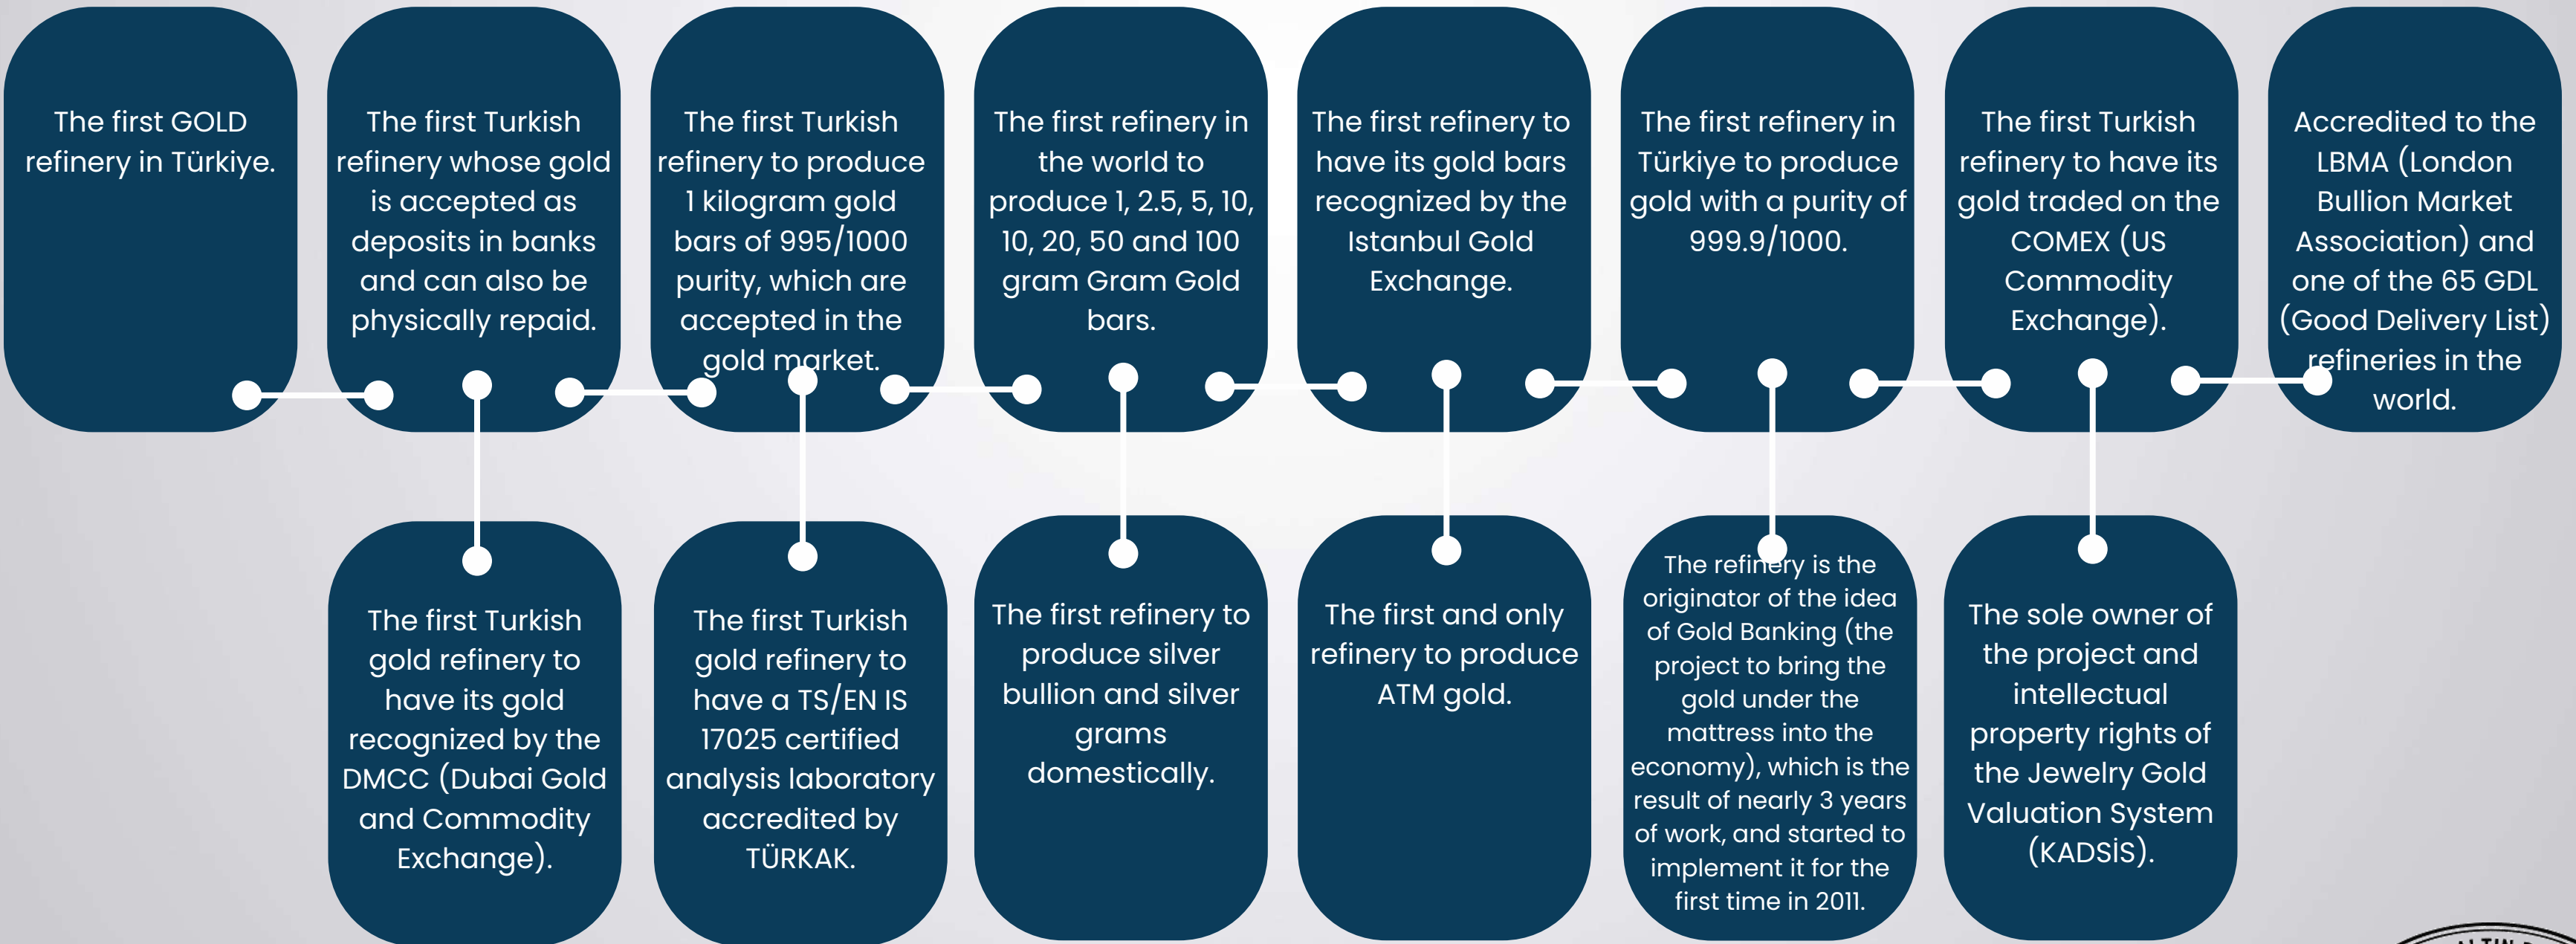 The first GOLD
refinery in Türkiye.
The first Turkish
refinery whose gold
is accepted as
deposits in banks
and can also be
physically repaid.
The first Turkish
refinery to produce
1 kilogram gold
bars of 995/1000
purity, which are
accepted in the
gold market.
The first refinery in
the world to
produce 1, 2.5, 5, 10,
10, 20, 50 and 100
gram Gram Gold
bars.
The first refinery to
have its gold bars
recognized by the
Istanbul Gold
Exchange.
The first refinery in
Türkiye to produce
gold with a purity of
999.9/1000.
The first Turkish
refinery to have its
gold traded on the
COMEX (US
Commodity
Exchange).
Accredited to the
LBMA (London
Bullion Market
Association) and
one of the 65 GDL
(Good Delivery List)
refineries in the
world.
The first Turkish
gold refinery to
have its gold
recognized by the
DMCC (Dubai Gold
and Commodity
Exchange).
The first Turkish
gold refinery to
have a TS/EN IS
17025 certified
analysis laboratory
accredited by
TÜRKAK.
The first refinery to
produce silver
bullion and silver
grams
domestically.
The first and only
refinery to produce
ATM gold.
The refinery is the
originator of the idea
of Gold Banking (the
project to bring the
gold under the
mattress into the
economy), which is the
result of nearly 3 years
of work, and started to
implement it for the
first time in 2011.
The sole owner of
the project and
intellectual
property rights of
the Jewelry Gold
Valuation System
(KADSİS).